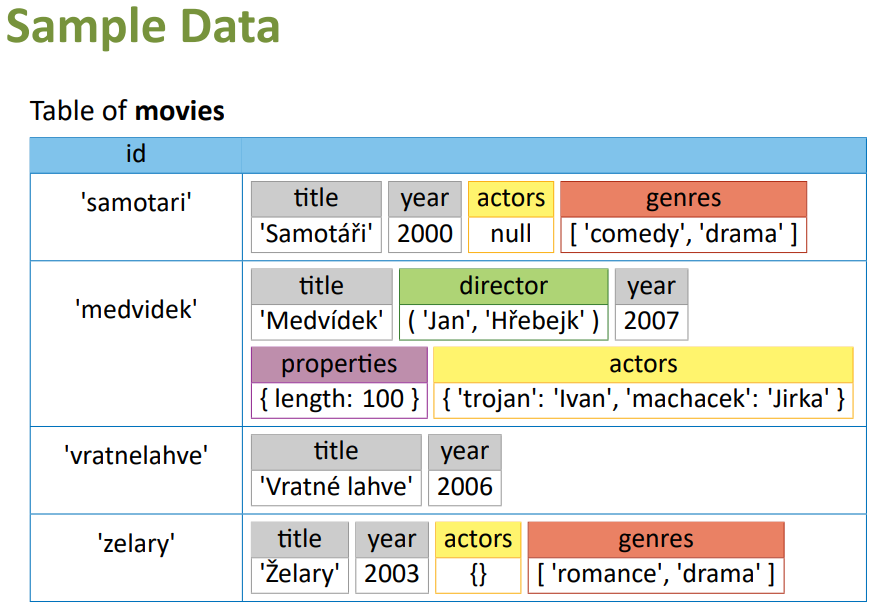 Sample Data
Table of movies
id
'samotari'
title year actors genres
'Samotáři' 2000 null [ 'comedy', 'drama' ]
'medvidek'
title director year
'Medvídek' ( 'Jan', 'Hřebejk' ) 2007
properties actors
{ length: 100 } { 'trojan': 'Ivan', 'machacek': 'Jirka' }
'vratnelahve'
title year
'Vratné lahve' 2006
'zelary'
title year actors genres
'Želary' 2003 {} [ 'romance', 'drama' ]